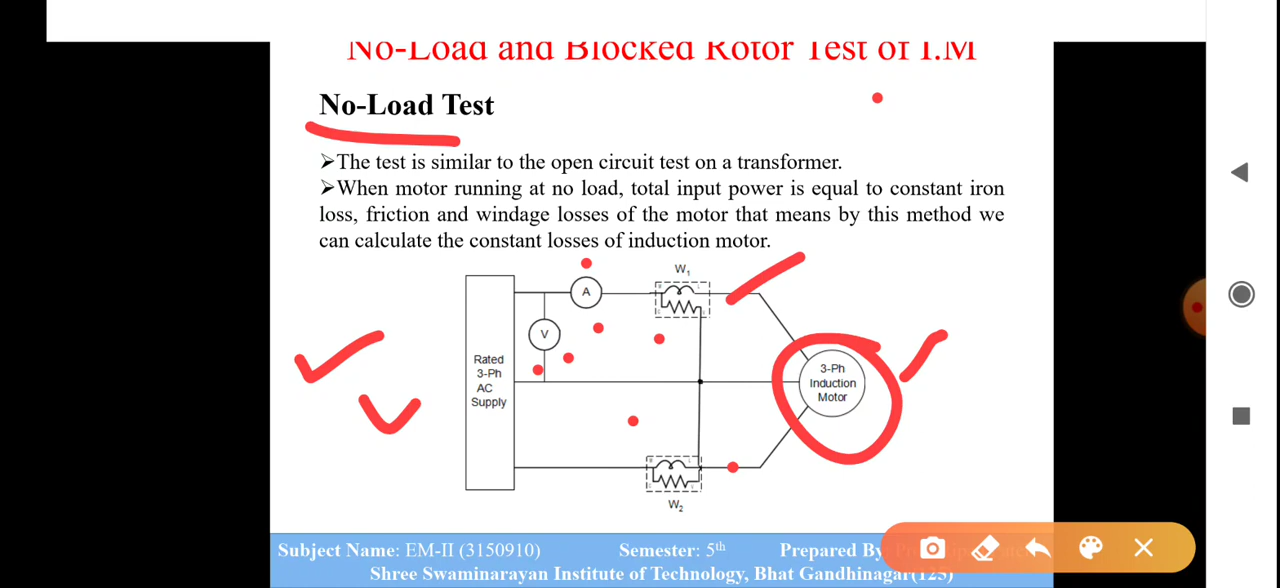 No-Load and Blocked Rotor Test of I.M
No-Load Test
➢The test is similar to the open circuit test on a transformer.
➢When motor running at no load, total input power is equal to constant iron
loss, friction and windage losses of the motor that means by this method we
can calculate the constant losses of induction motor.
W1
A
V
Rated
3-Ph
AC
Supply
3-Ph
Induction
Motor
W2
Subject Name: EM-II (3150910) Semester: 5th Prepared By
Shree Swaminarayan Institute of Technology, Bhat Gandhinagar(125)